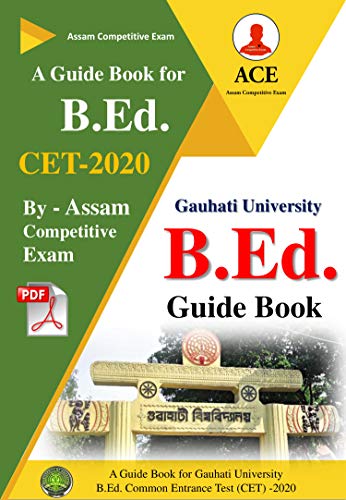 Assam Competitive Exam
ACE
Assam Competitive Exam
A Guide Book for
B.Ed.
CET-2020
By - Assam
Competitive
Exam
PDF
Gauhati University
B.Ed.
Guide Book
গুৱাহাটী বিশ্ববিদ্যালয়
A Guide Book for Gauhati University
B.Ed. Common Entrance Test (CET) -2020